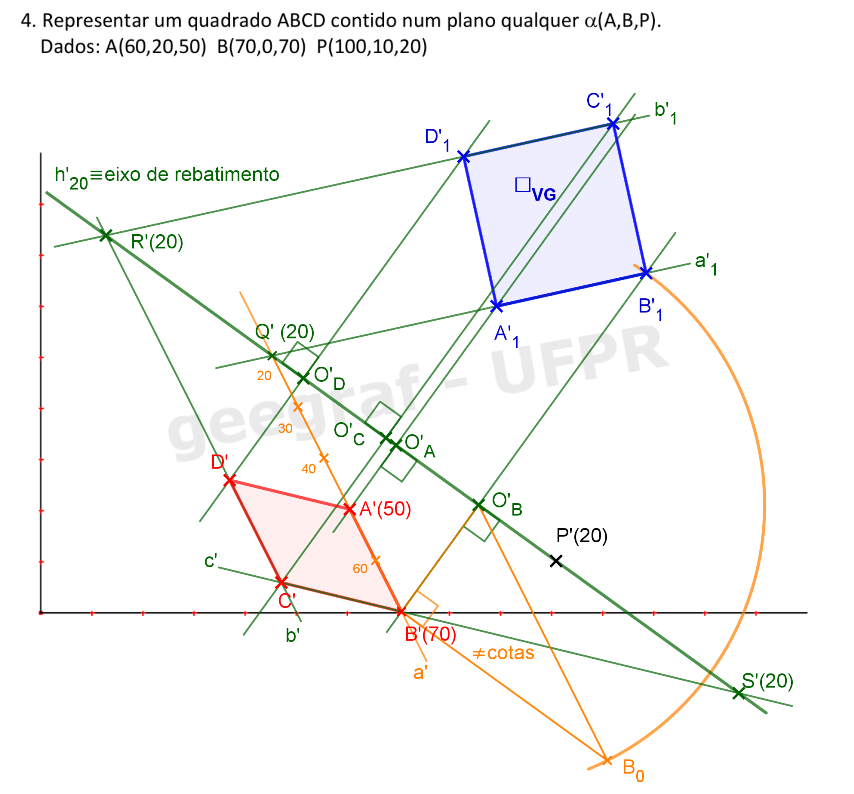 4. Representar um quadrado ABCD contido num plano qualquer α(A,B,P).
Dados: A(60,20,50) B(70,0,70) P(100,10,20)
C'1
b'1
D'1
h'20≡eixo de rebatimento
□VG
R'(20)
a'1
B'1
Q' (20)
A'1
20
O'D
geegraf - UFPR
30
O'C
O'A
40
D'
O'B
A'(50)
P'(20)
c'
60
C'
b'
B'(70)
≠cotas
a'
S'(20)
B0